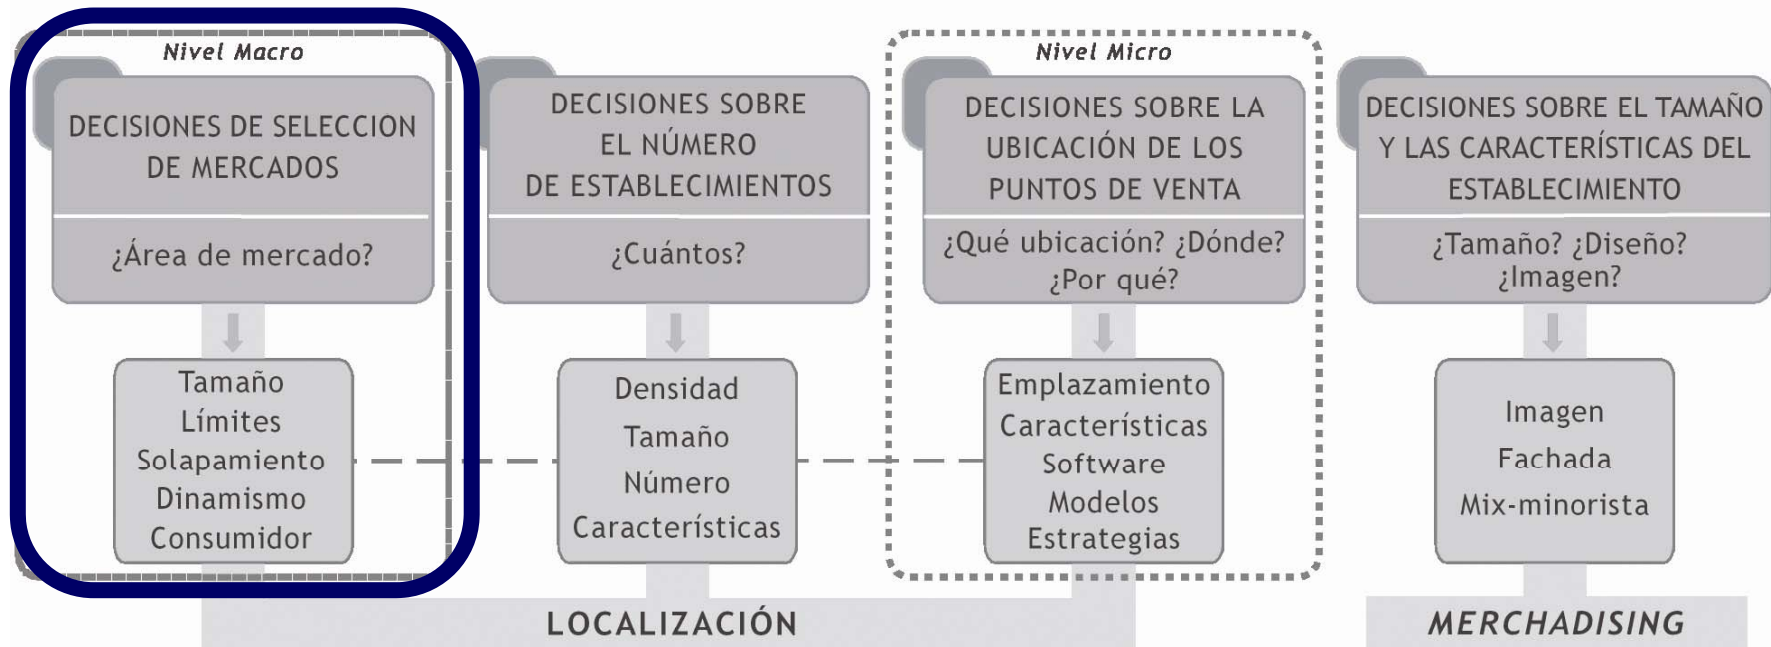 Nivel Macro
DECISIONES DE SELECCION
DE MERCADOS
¿Área de mercado?
Tamaño
Límites
Solapamiento
Dinamismo
Consumidor
DECISIONES SOBRE
EL NÚMERO
DE ESTABLECIMIENTOS
¿Cuántos?
Densidad
Tamaño
Número
Características
Nivel Micro
DECISIONES SOBRE LA
UBICACIÓN DE LOS
PUNTOS DE VENTA
¿Qué ubicación? ¿Dónde?
¿Por qué?
Emplazamiento
Características
Software
Modelos
Estrategias
DECISIONES SOBRE EL TAMAÑO
Y LAS CARACTERÍSTICAS DEL
ESTABLECIMIENTO
¿Tamaño? ¿Diseño?
¿Imagen?
Imagen
Fachada
Mix-minorista
LOCALIZACIÓN
MERCHADISING